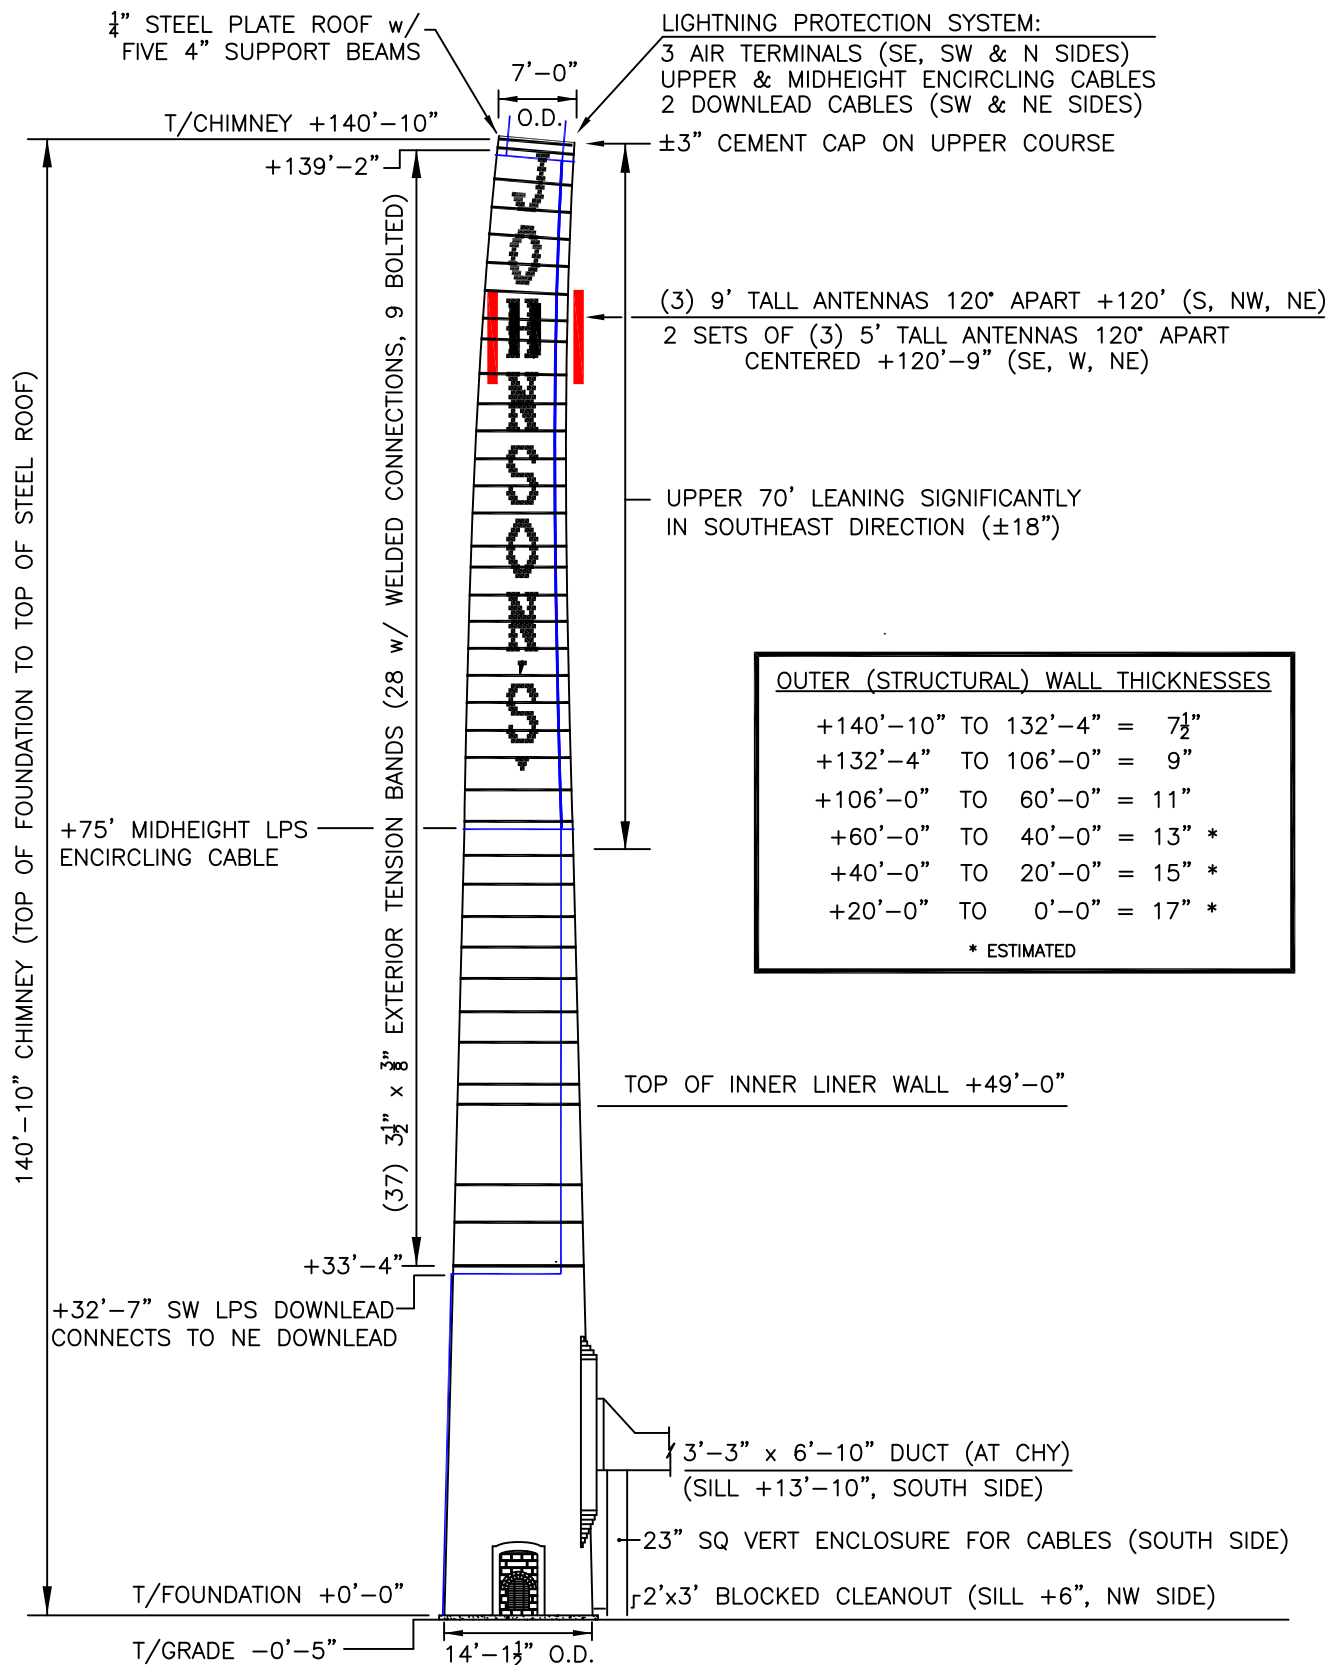 ¼" STEEL PLATE ROOF w/
FIVE 4" SUPPORT BEAMS
LIGHTNING PROTECTION SYSTEM:
3 AIR TERMINALS (SE, SW & N SIDES)
UPPER & MIDHEIGHT ENCIRCLING CABLES
2 DOWNLEAD CABLES (SW & NE SIDES)
7'-0"
O.D.
T/CHIMNEY +140'-10"
±3" CEMENT CAP ON UPPER COURSE
+139'-2"
JOHNSON'S
(3) 9' TALL ANTENNAS 120° APART +120' (S, NW, NE)
2 SETS OF (3) 5' TALL ANTENNAS 120° APART
CENTERED +120'-9" (SE, W, NE)
140'-10" CHIMNEY (TOP OF FOUNDATION TO TOP OF STEEL ROOF)
(37) 3½" x ⅜" EXTERIOR TENSION BANDS (28 w/ WELDED CONNECTIONS, 9 BOLTED)
UPPER 70' LEANING SIGNIFICANTLY
IN SOUTHEAST DIRECTION (±18")
OUTER (STRUCTURAL) WALL THICKNESSES
+140'-10" TO 132'-4" = 7½"
+132'-4" TO 106'-0" = 9"
+106'-0" TO 60'-0" = 11"
+60'-0" TO 40'-0" = 13" *
+40'-0" TO 20'-0" = 15" *
+20'-0" TO 0'-0" = 17" *
* ESTIMATED
+75' MIDHEIGHT LPS
ENCIRCLING CABLE
TOP OF INNER LINER WALL +49'-0"
+33'-4"
+32'-7" SW LPS DOWNLEAD
CONNECTS TO NE DOWNLEAD
3'-3" x 6'-10" DUCT (AT CHY)
(SILL +13'-10", SOUTH SIDE)
23" SQ VERT ENCLOSURE FOR CABLES (SOUTH SIDE)
T/FOUNDATION +0'-0"
2'x3' BLOCKED CLEANOUT (SILL +6", NW SIDE)
T/GRADE -0'-5"
14'-1½" O.D.